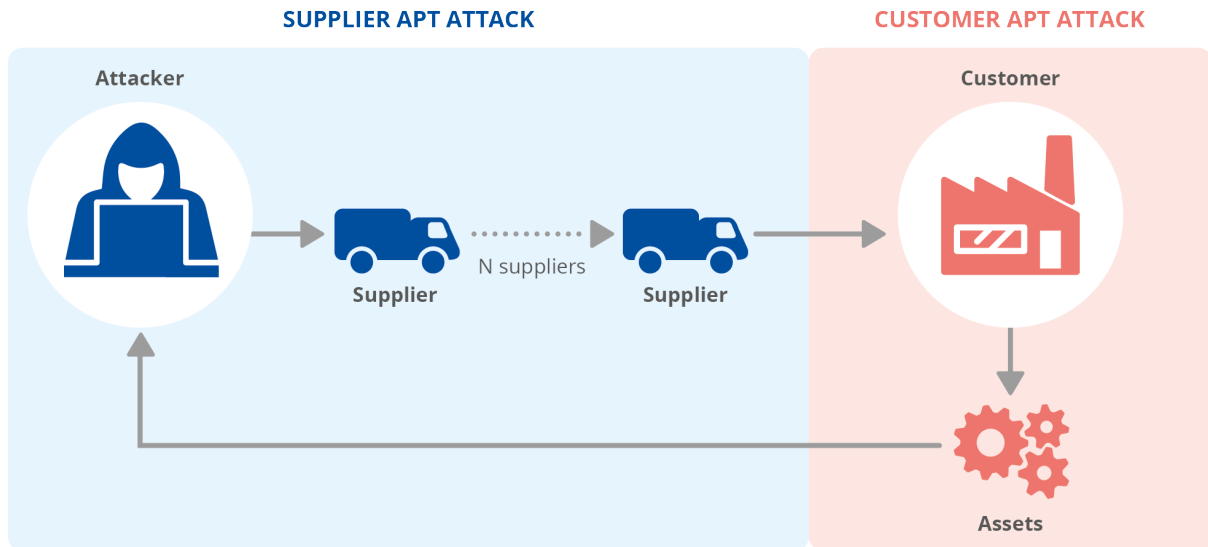 SUPPLIER APT ATTACK
CUSTOMER APT ATTACK
Attacker
Customer
N suppliers
Supplier
Supplier
Assets